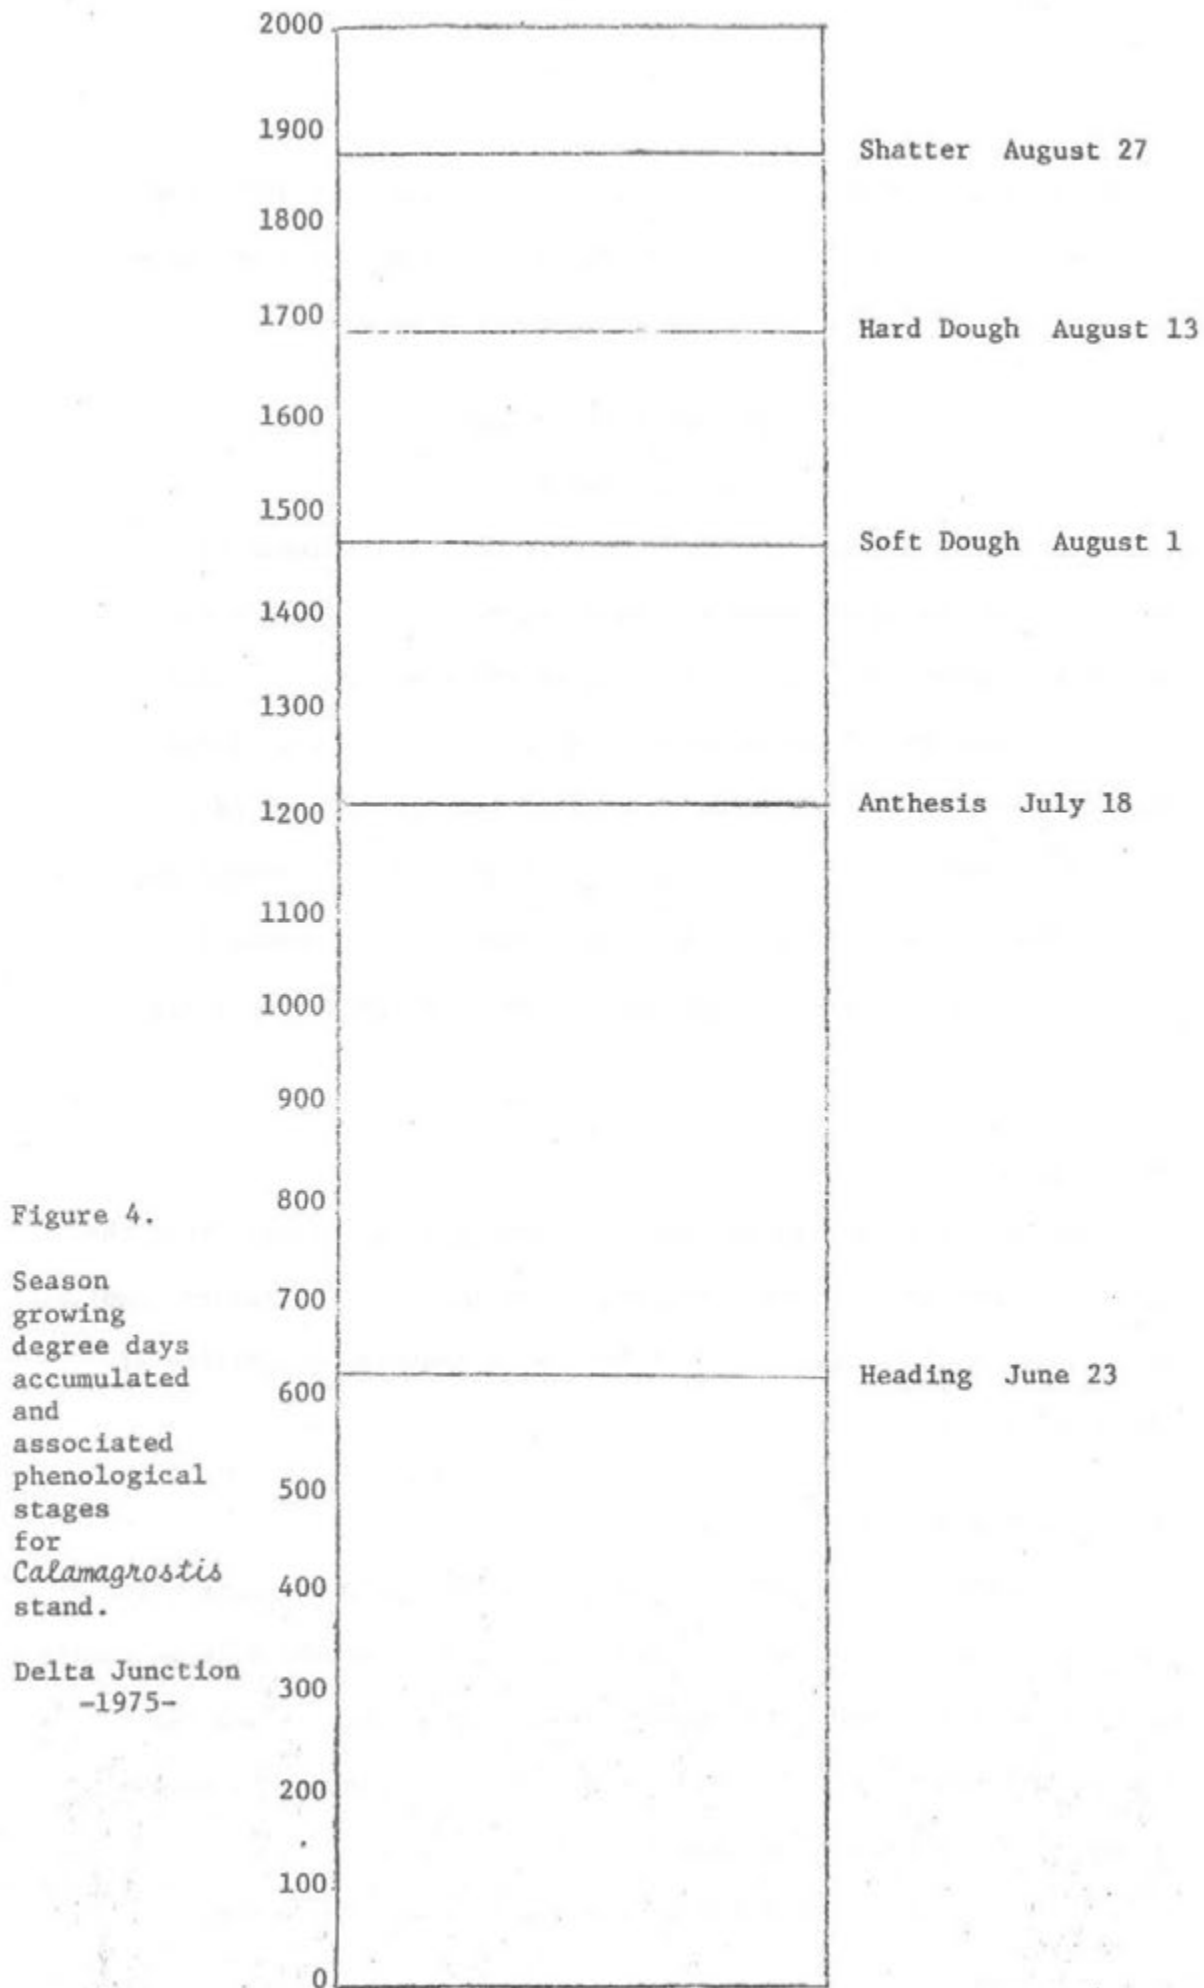 2000
1900
Shatter August 27
1800
1700
Hard Dough August 13
1600
1500
Soft Dough August 1
1400
1300
1200
Anthesis July 18
1100
1000
900
800
700
600
Heading June 23
500
400
300
200
100
0
Figure 4.
Season
growing
degree days
accumulated
and
associated
phenological
stages
for
Calamagrostis
stand.
Delta Junction
-1975-